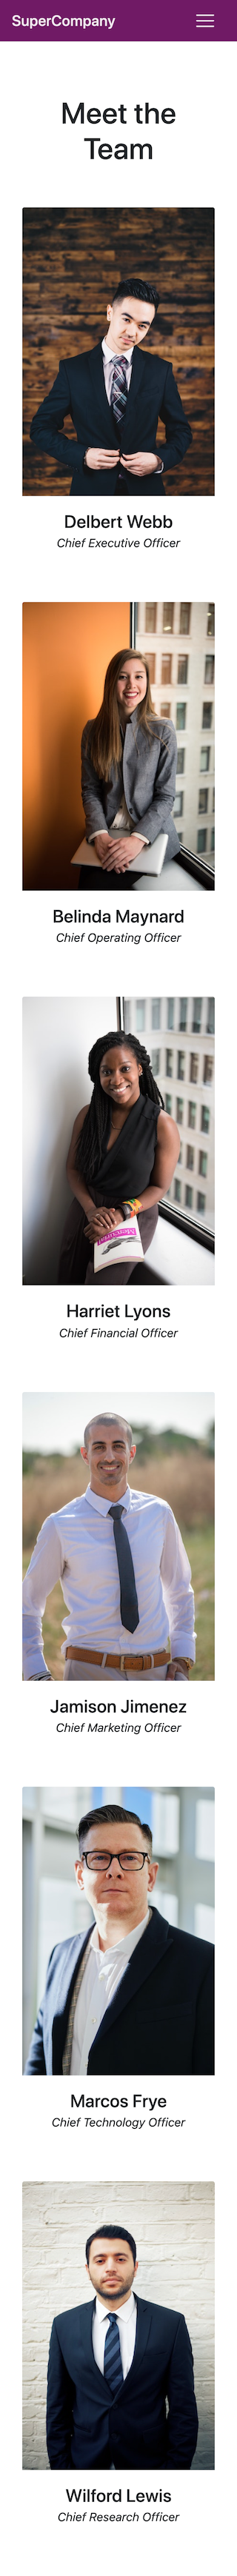 SuperCompany
Meet the
Team
Delbert Webb
Chief Executive Officer
Belinda Maynard
Chief Operating Officer
Harriet Lyons
Chief Financial Officer
Jamison Jimenez
Chief Marketing Officer
Marcos Frye
Chief Technology Officer
Wilford Lewis
Chief Research Officer